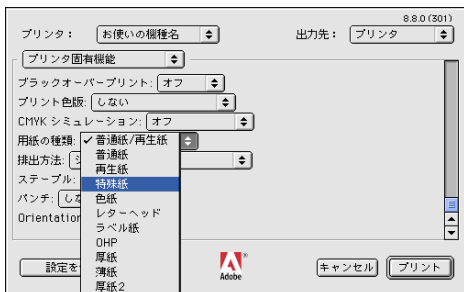 8.8.0 (301)
プリンタ： お使いの機種名 出力先： プリンタ
プリンタ固有機能
ブラックオーバープリント： オフ
プリント色版： しない
CMYK シミュレーション： オフ
用紙の種類： ✓普通紙/再生紙
普通紙
排出方法：
再生紙
ステープル：
特殊紙
パンチ： しな
色紙
Orientation
レターヘッド
ラベル紙
OHP
厚紙
薄紙
厚紙2
設定を
Adobe
キャンセル プリント